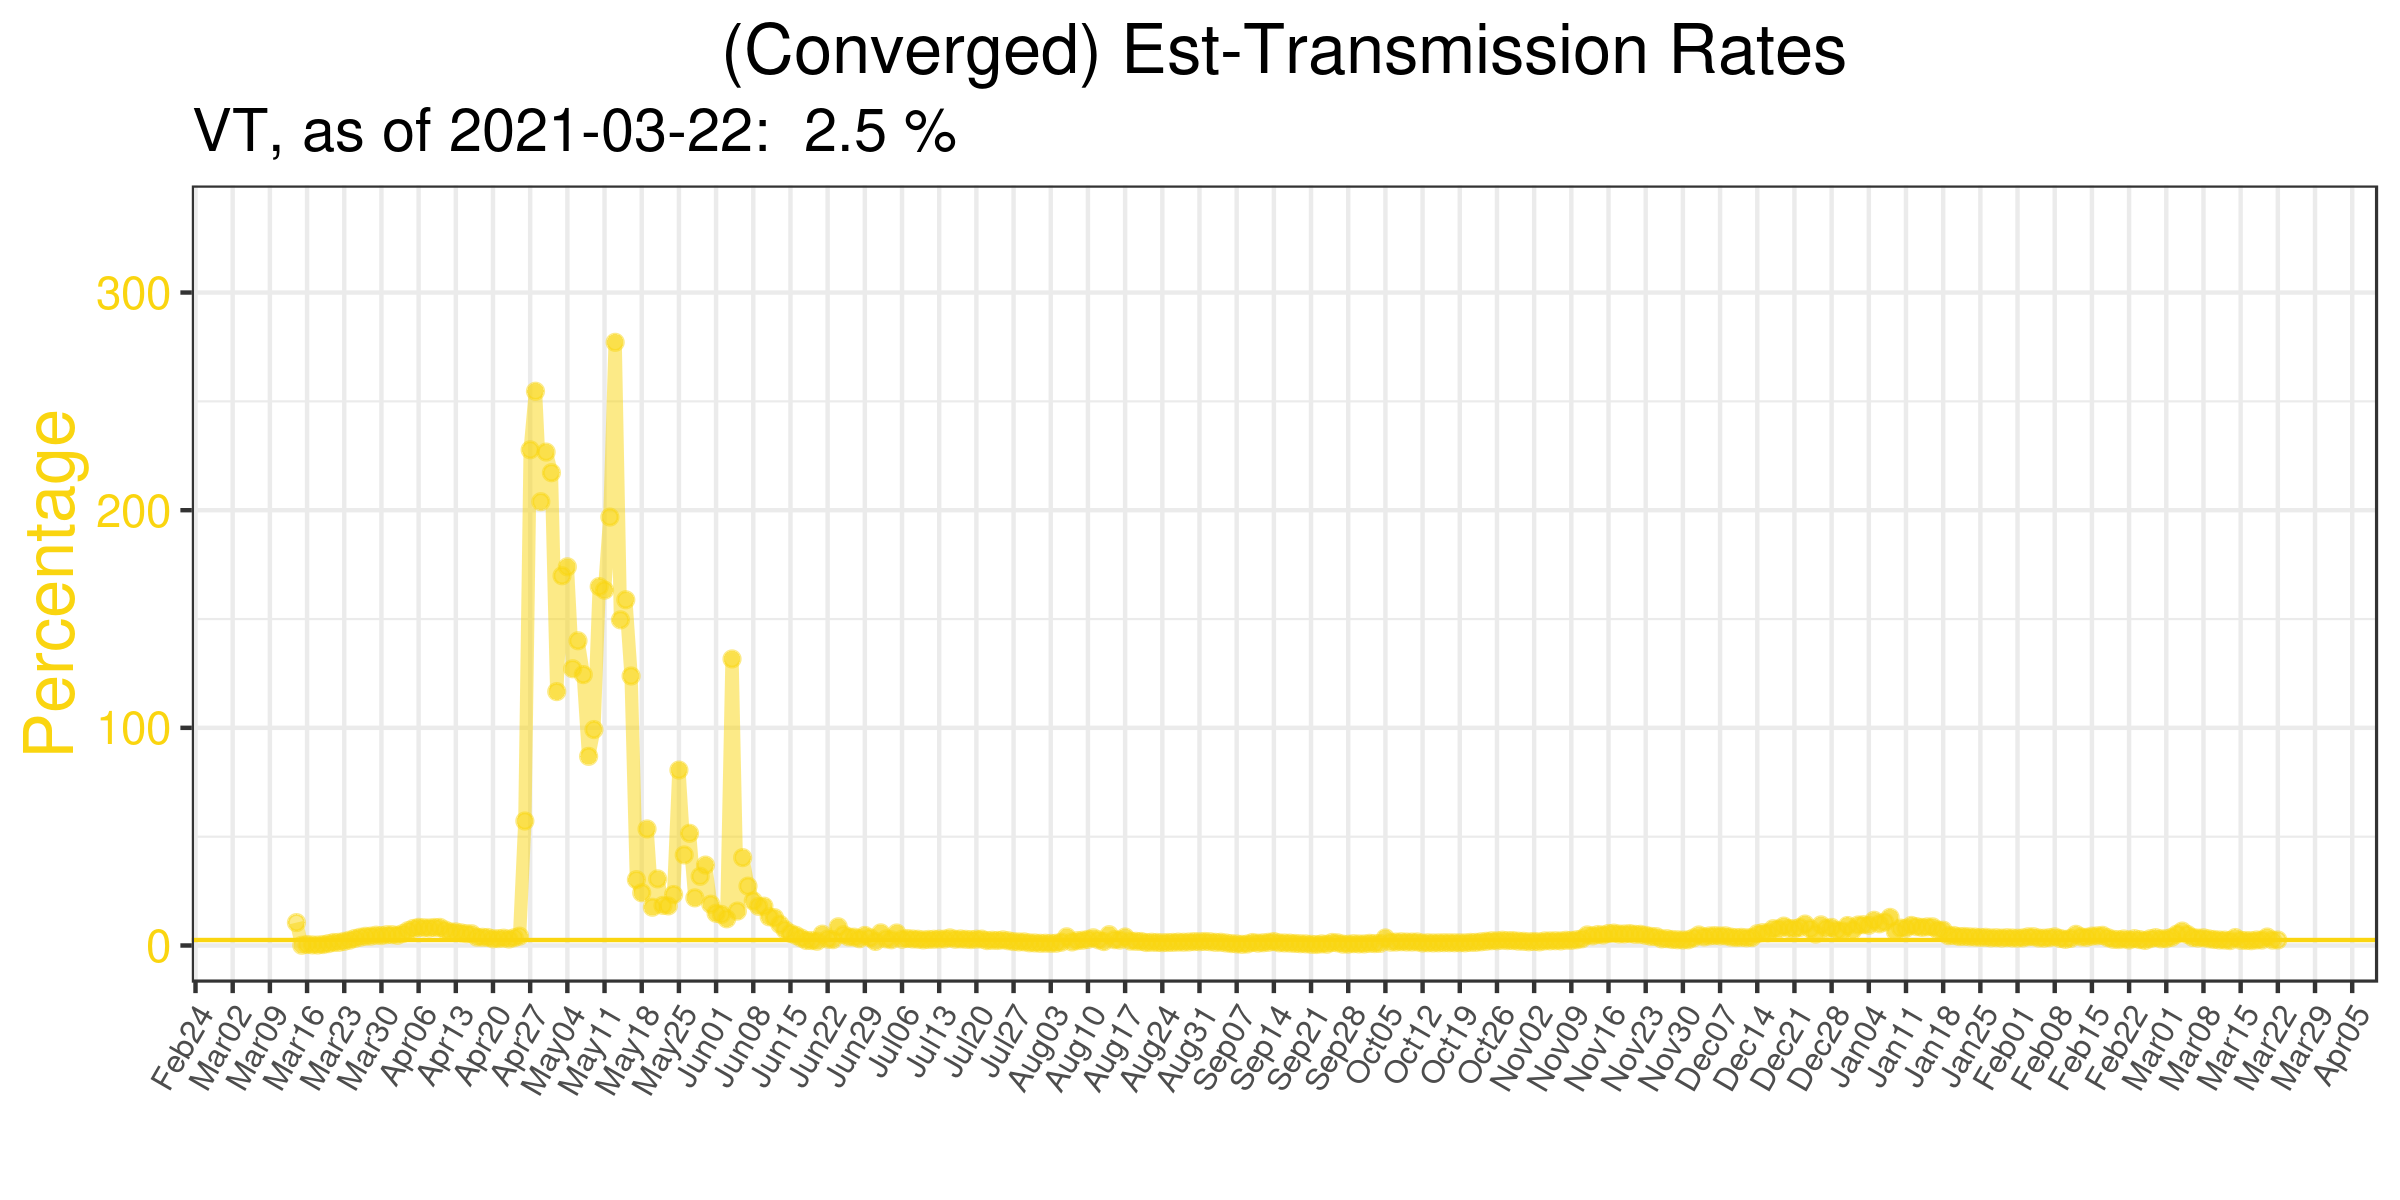 (Converged) Est-Transmission Rates
VT, as of 2021-03-22:  2.5 %
Percentage
300
200
100
0
Feb24
Mar02
Mar09
Mar16
Mar23
Mar30
Apr06
Apr13
Apr20
Apr27
May04
May11
May18
May25
Jun01
Jun08
Jun15
Jun22
Jun29
Jul06
Jul13
Jul20
Jul27
Aug03
Aug10
Aug17
Aug24
Aug31
Sep07
Sep14
Sep21
Sep28
Oct05
Oct12
Oct19
Oct26
Nov02
Nov09
Nov16
Nov23
Nov30
Dec07
Dec14
Dec21
Dec28
Jan04
Jan11
Jan18
Jan25
Feb01
Feb08
Feb15
Feb22
Mar01
Mar08
Mar15
Mar22
Mar29
Apr05